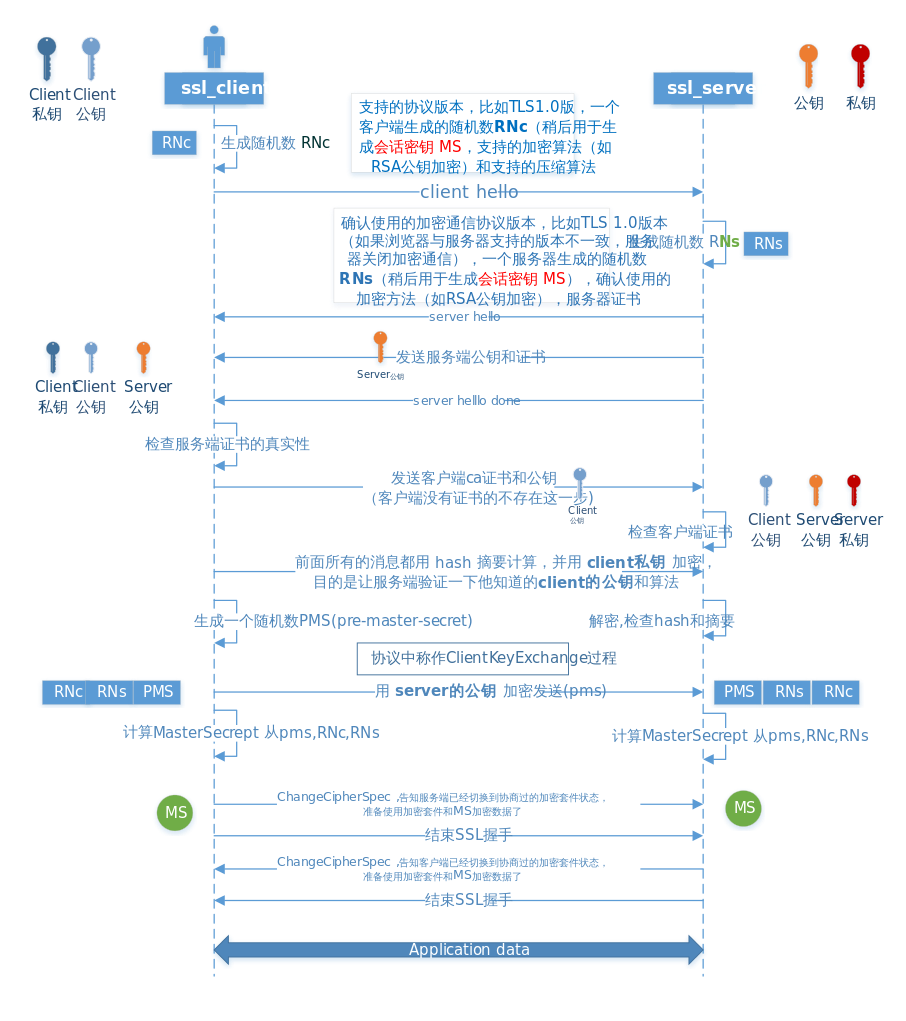 ssl_client
ssl_serve
Client
私钥
Client
公钥
公钥
私钥
支持的协议版本，比如TLS1.0版，一个
客户端生成的随机数RNc（稍后用于生
成会话密钥 MS，支持的加密算法（如
RSA公钥加密）和支持的压缩算法
RNc
生成随机数 RNc
client hello
确认使用的加密通信协议版本，比如TLS 1.0版本
（如果浏览器与服务器支持的版本不一致，服务
器关闭加密通信），一个服务器生成的随机数
RNs（稍后用于生成会话密钥 MS），确认使用的
加密方法（如RSA公钥加密），服务器证书
生成随机数 RNs
RNs
server hello
发送服务端公钥和证书
Server公钥
Client
私钥
Client
公钥
Server
公钥
server helllo done
检查服务端证书的真实性
发送客户端ca证书和公钥
（客户端没有证书的不存在这一步)
Client
公钥
Client
公钥
Server
公钥
Server
私钥
检查客户端证书
前面所有的消息都用 hash 摘要计算，并用 client私钥 加密，
目的是让服务端验证一下他知道的client的公钥和算法
生成一个随机数PMS(pre-master-secret)
解密,检查hash和摘要
协议中称作ClientKeyExchange过程
RNc
RNs
PMS
用 server的公钥 加密发送(pms)
PMS
RNs
RNc
计算MasterSecrept 从pms,RNc,RNs
计算MasterSecrept 从pms,RNc,RNs
MS
ChangeCipherSpec ,告知服务端已经切换到协商过的加密套件状态，
准备使用加密套件和MS加密数据了
MS
结束SSL握手
ChangeCipherSpec ,告知客户端已经切换到协商过的加密套件状态，
准备使用加密套件和MS加密数据了
结束SSL握手
Application data